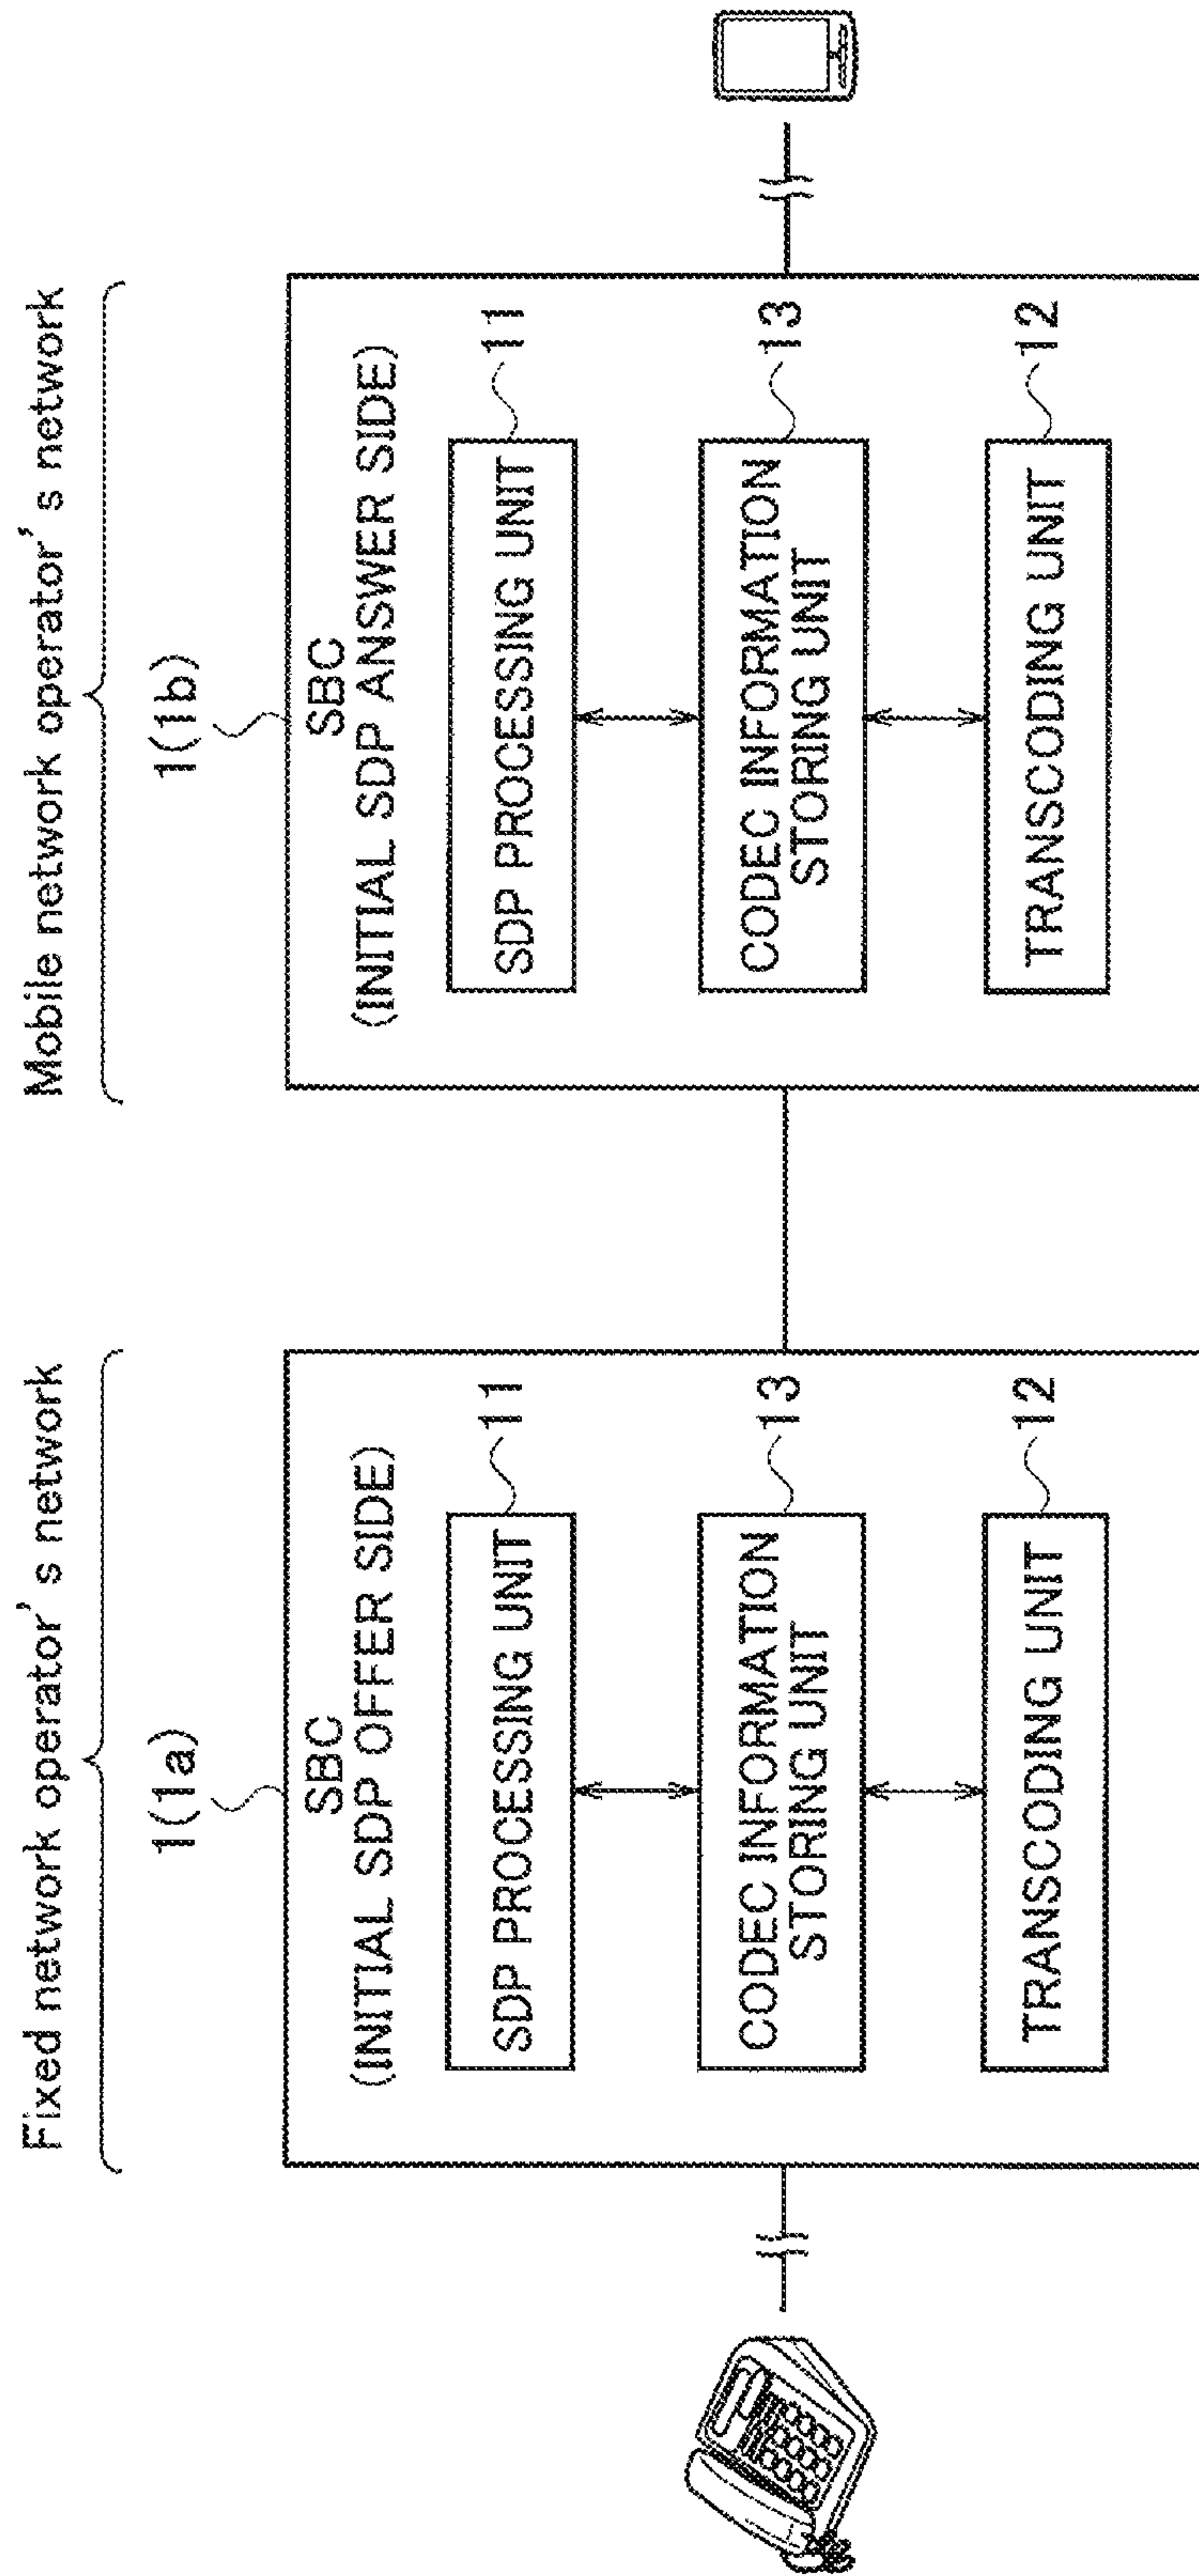 Fixed network operator's network
1(1a)
SBC
(INITIAL SDP OFFER SIDE)
SDP PROCESSING UNIT
11
CODEC INFORMATION
STORING UNIT
13
TRANSCODING UNIT
12
Mobile network operator's network
1(1b)
SBC
(INITIAL SDP ANSWER SIDE)
SDP PROCESSING UNIT
11
CODEC INFORMATION
STORING UNIT
13
TRANSCODING UNIT
12